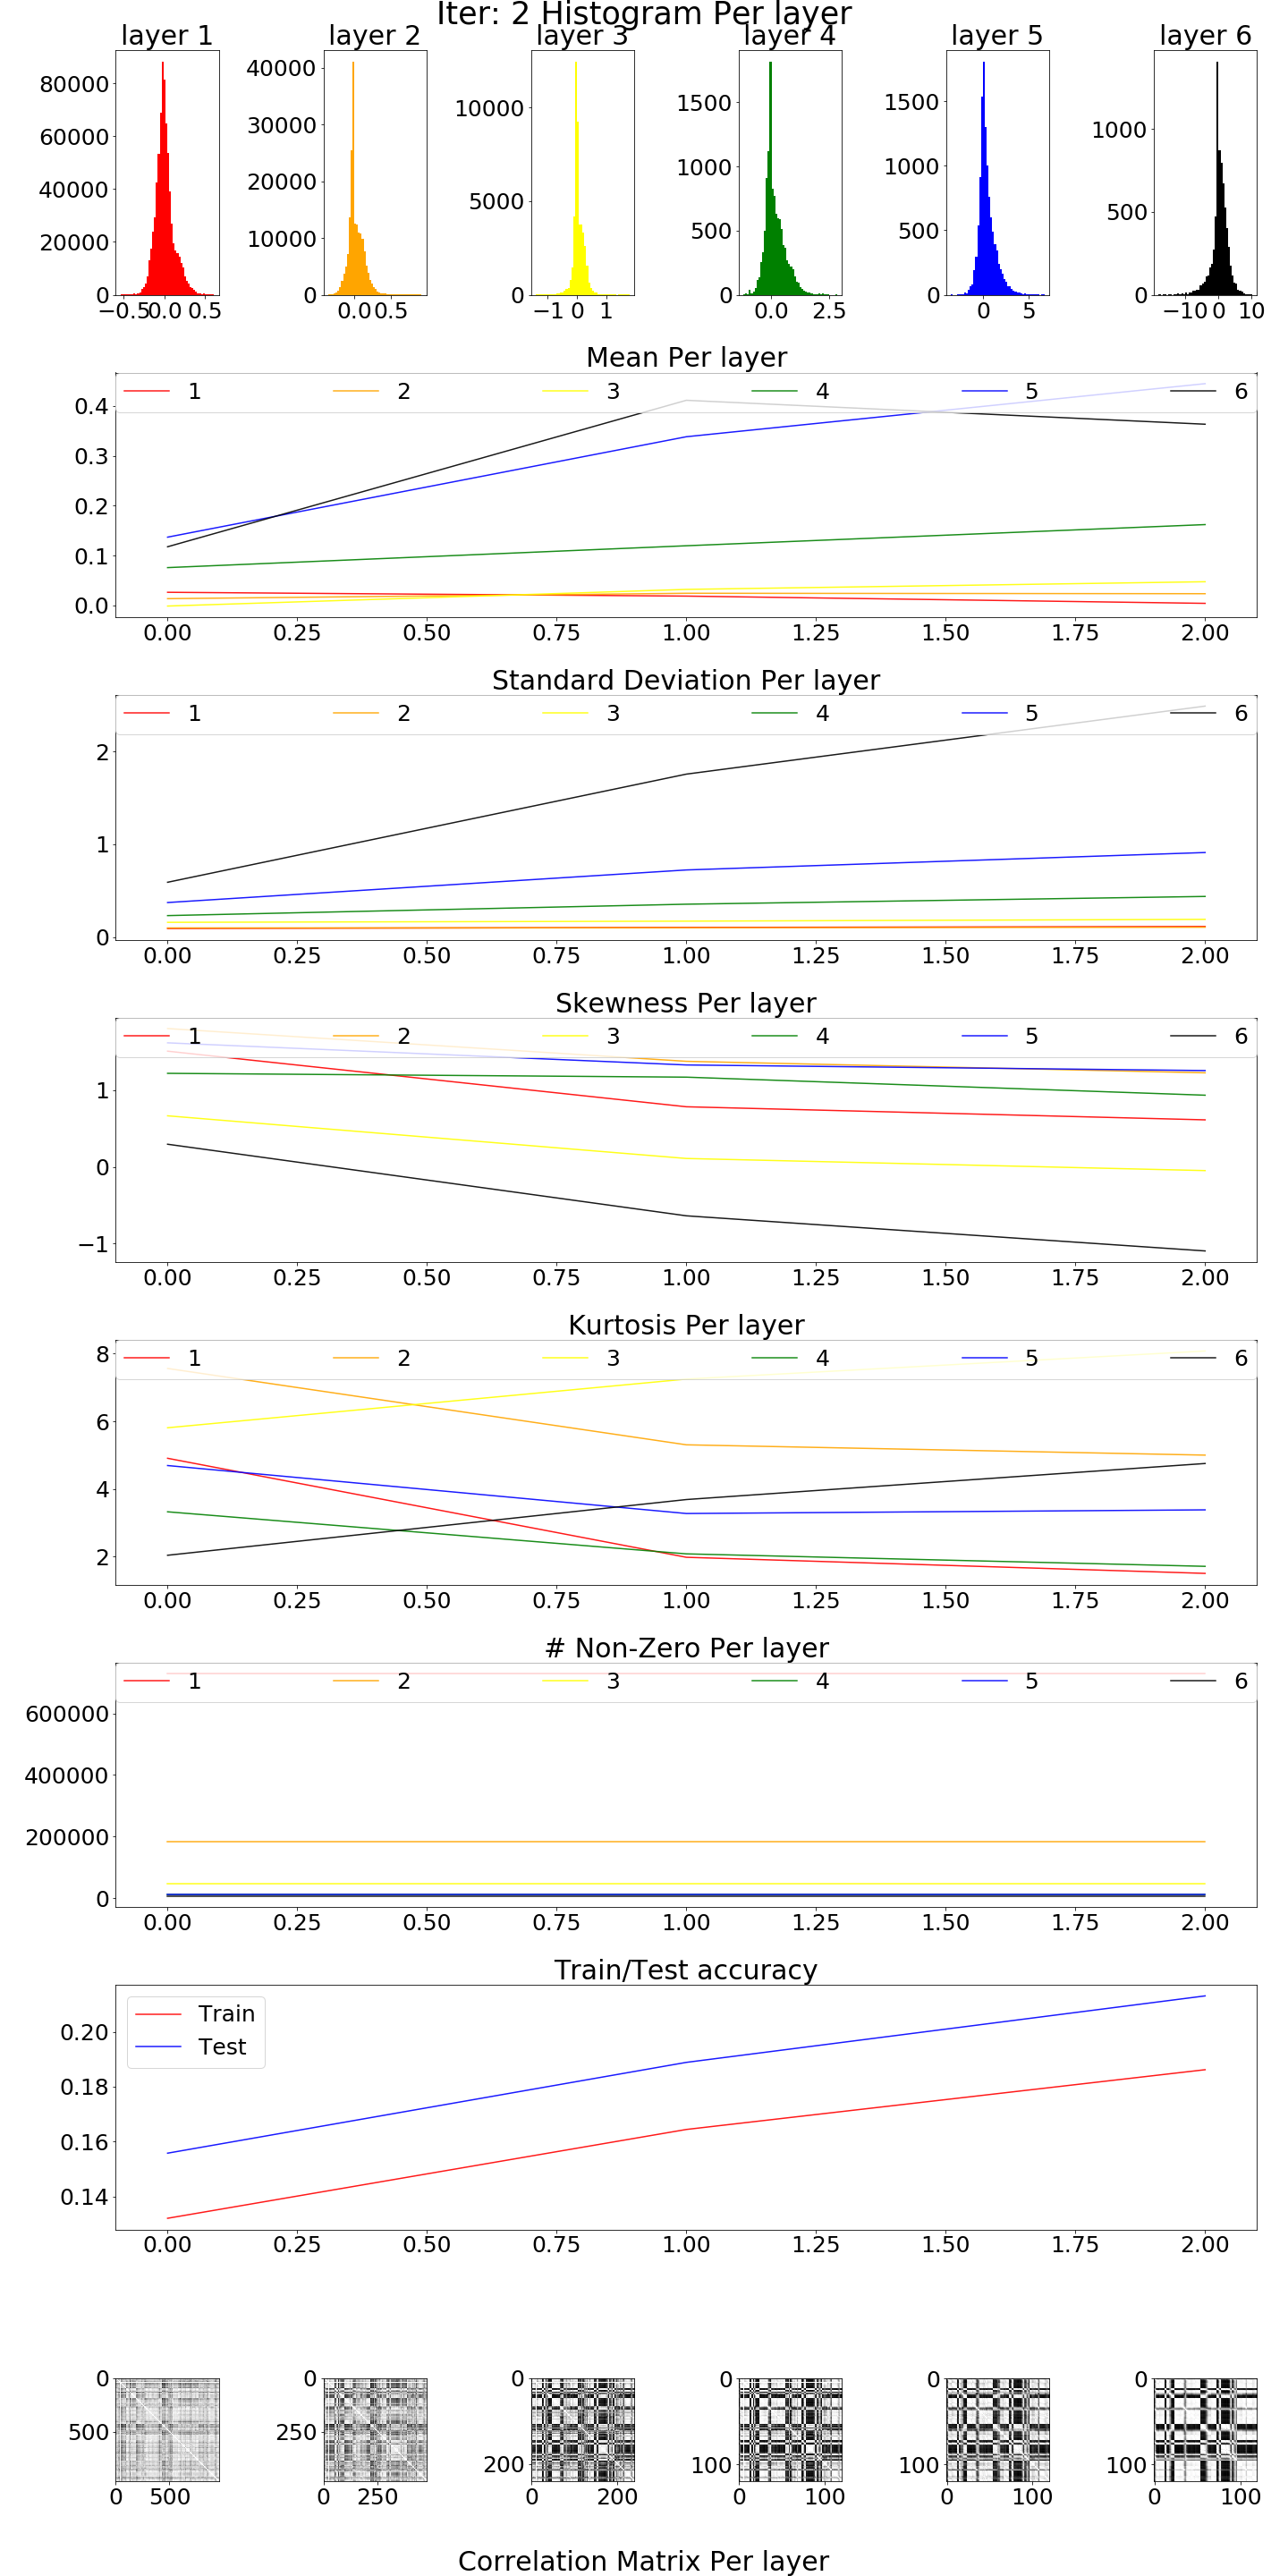 Iter: 2 Histogram Per layer
layer 1 layer 2 layer 3 layer 4 layer 5 layer 6
80000 60000 40000 20000 0
−0.5 0.0 0.5
40000 30000 20000 10000 0
0.0 0.5
10000 5000 0
−1 0 1
1500 1000 500 0
0.0 2.5
1500 1000 500 0
0 5
1000 500 0
−10 0 10
Mean Per layer
1 2 3 4 5 6
0.4
0.3
0.2
0.1
0.0
0.00 0.25 0.50 0.75 1.00 1.25 1.50 1.75 2.00
Standard Deviation Per layer
1 2 3 4 5 6
2
1
0
0.00 0.25 0.50 0.75 1.00 1.25 1.50 1.75 2.00
Skewness Per layer
1 2 3 4 5 6
1
0
−1
0.00 0.25 0.50 0.75 1.00 1.25 1.50 1.75 2.00
Kurtosis Per layer
8
1 2 3 4 5 6
6
4
2
0.00 0.25 0.50 0.75 1.00 1.25 1.50 1.75 2.00
# Non-Zero Per layer
1 2 3 4 5 6
600000
400000
200000
0
0.00 0.25 0.50 0.75 1.00 1.25 1.50 1.75 2.00
Train/Test accuracy
Train
Test
0.20
0.18
0.16
0.14
0.00 0.25 0.50 0.75 1.00 1.25 1.50 1.75 2.00
0 500
0 500
0 250
0 250
0 200
0 200
0 100
0 100
0 100
0 100
0 100
0 100
Correlation Matrix Per layer